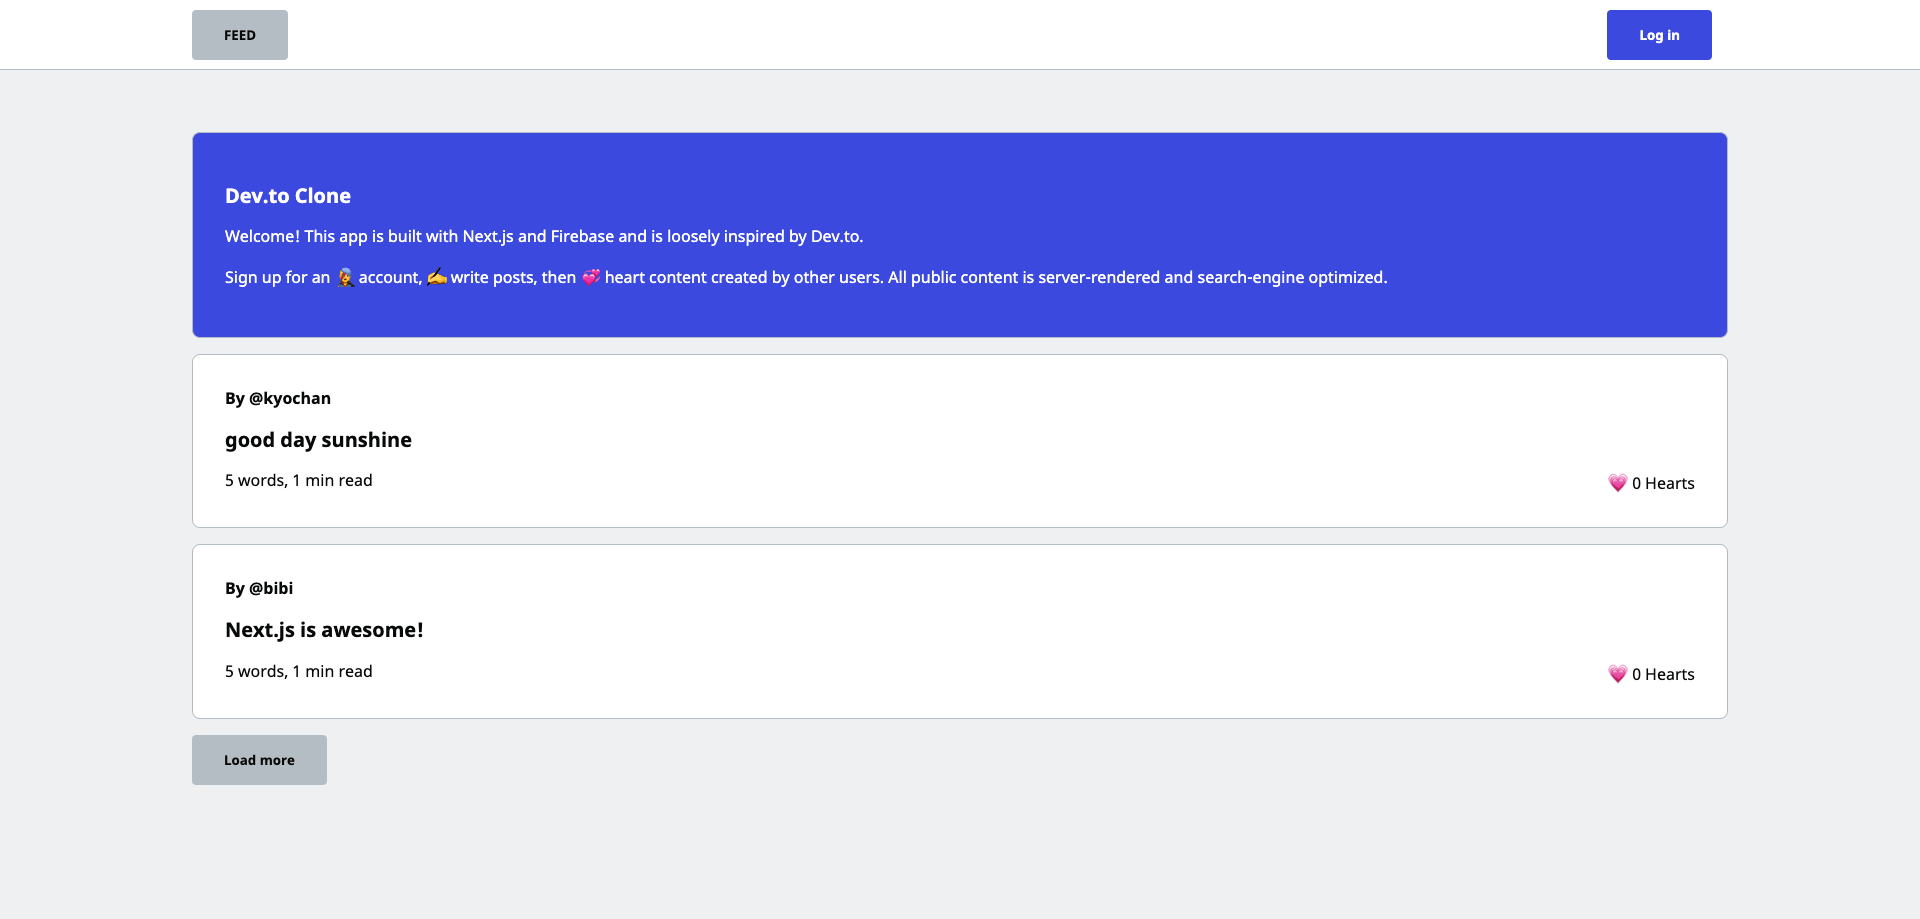 FEED
Log in
Dev.to Clone
Welcome! This app is built with Next.js and Firebase and is loosely inspired by Dev.to.
Sign up for an 👩‍🎤 account, ✍️ write posts, then 💞 heart content created by other users. All public content is server-rendered and search-engine optimized.
By @kyochan
good day sunshine
5 words, 1 min read
💗 0 Hearts
By @bibi
Next.js is awesome!
5 words, 1 min read
💗 0 Hearts
Load more